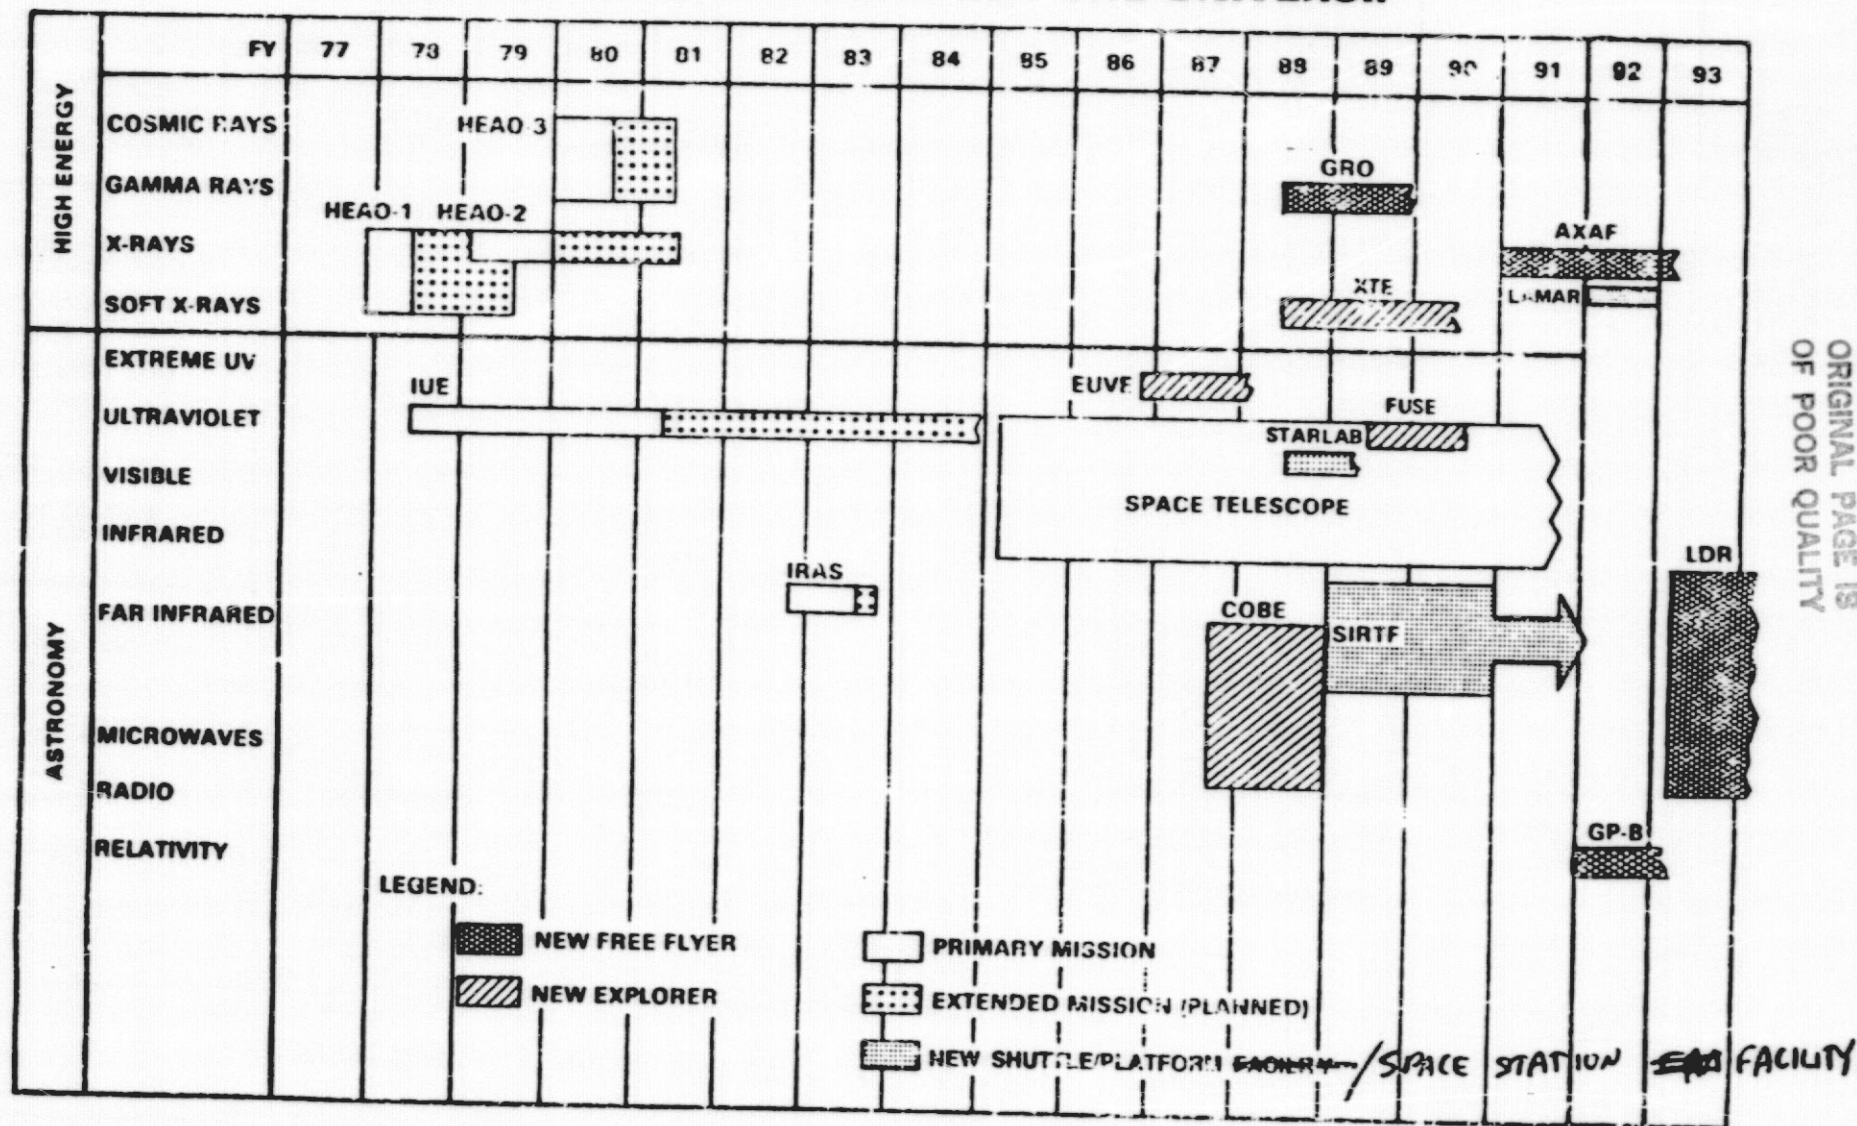 FY 77 78 79 80 81 82 83 84 85 86 87 88 89 90 91 92 93
HIGH ENERGY
COSMIC RAYS
HEAO-3
GAMMA RAYS
GRO
HEAO-1 HEAO-2
X-RAYS
AXAF
SOFT X-RAYS
XTE
LAMAR
ASTRONOMY
EXTREME UV
EUVE
IUE
ULTRAVIOLET
FUSE
STARLAB
VISIBLE
SPACE TELESCOPE
INFRARED
IRAS
LDR
FAR INFRARED
COBE
SIRTF
MICROWAVES
RADIO
RELATIVITY
GP-B
LEGEND:
NEW FREE FLYER
PRIMARY MISSION
NEW EXPLORER
EXTENDED MISSION (PLANNED)
NEW SHUTTLE/PLATFORM FACILITY /SPACE STATION FACILITY
ORIGINAL PAGE IS
OF POOR QUALITY